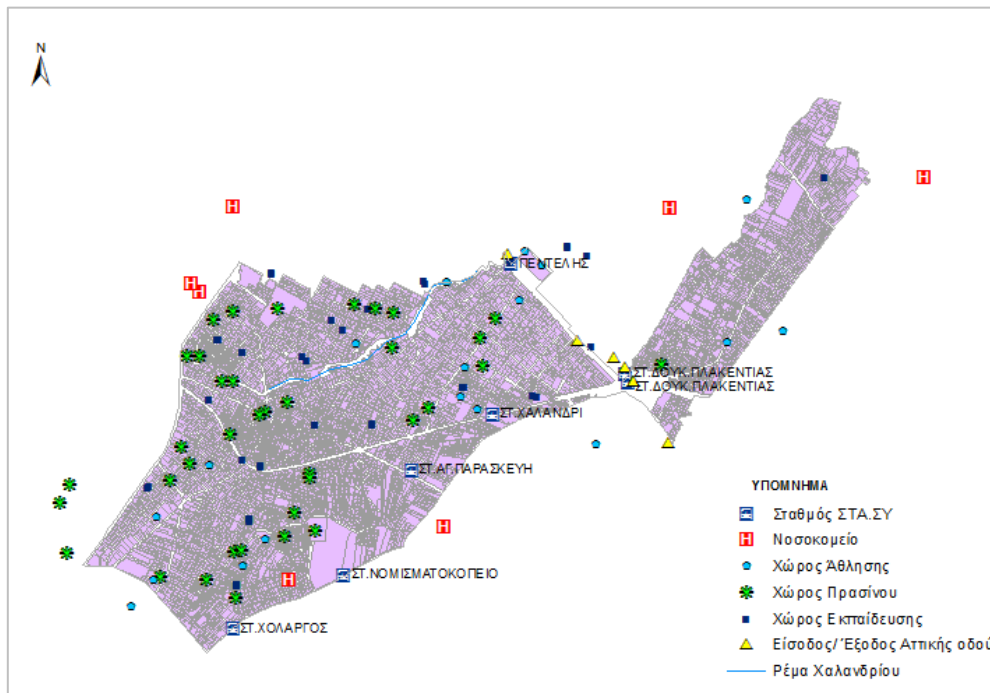 N
ΠΕΝΤΕΛΗΣ
ΣΤ.ΔΟΥΚ.ΠΛΑΚΕΝΤΙΑΣ
ΣΤ.ΔΟΥΚ.ΠΛΑΚΕΝΤΙΑΣ
ΣΤ.ΧΑΛΑΝΔΡΙ
ΣΤ.ΑΓ.ΠΑΡΑΣΚΕΥΗ
ΣΤ.ΝΟΜΙΣΜΑΤΟΚΟΠΕΙΟ
ΣΤ.ΧΟΛΑΡΓΟΣ
ΥΠΟΜΝΗΜΑ
Σταθμός ΣΤΑ.ΣΥ
H Νοσοκομείο
Χώρος Άθλησης
Χώρος Πρασίνου
Χώρος Εκπαίδευσης
Είσοδος/Έξοδος Αττικής οδού
Ρέμα Χαλανδρίου